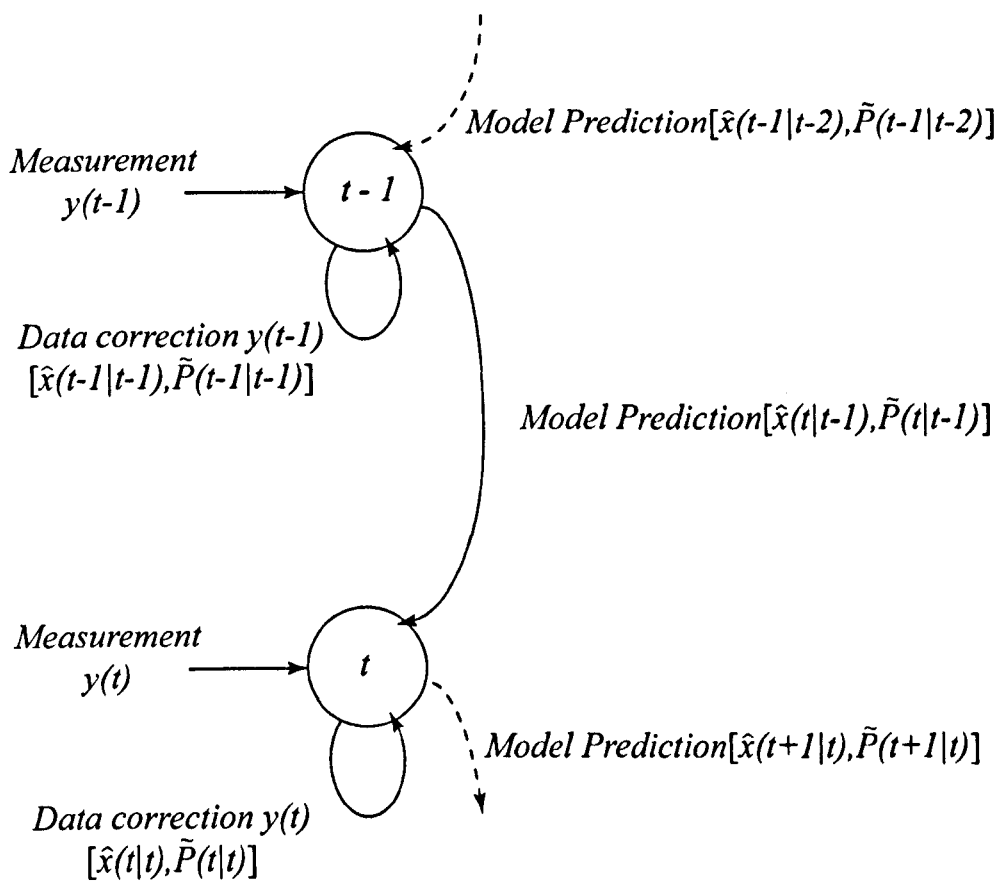 Model Prediction[x̂(t-1|t-2),P̃(t-1|t-2)]
Measurement
y(t-1)
t - 1
Data correction y(t-1)
[x̂(t-1|t-1),P̃(t-1|t-1)]
Model Prediction[x̂(t|t-1),P̃(t|t-1)]
Measurement
y(t)
t
Model Prediction[x̂(t+1|t),P̃(t+1|t)]
Data correction y(t)
[x̂(t|t),P̃(t|t)]